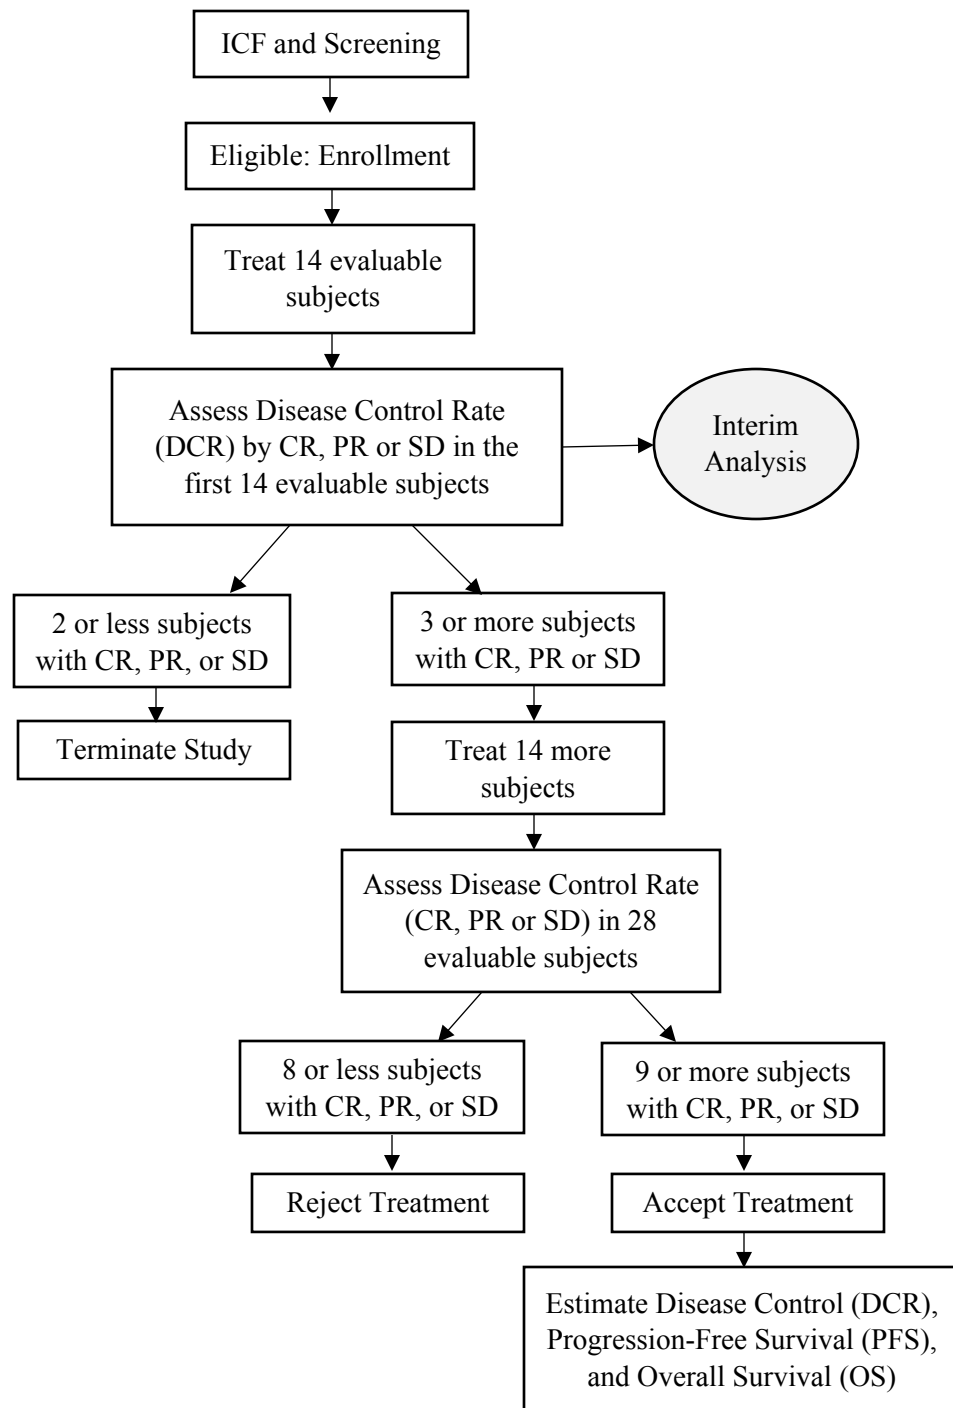 ICF and Screening
Eligible: Enrollment
Treat 14 evaluable
subjects
Assess Disease Control Rate
(DCR) by CR, PR or SD in the
first 14 evaluable subjects
Interim
Analysis
2 or less subjects
with CR, PR, or SD
3 or more subjects
with CR, PR or SD
Terminate Study
Treat 14 more
subjects
Assess Disease Control Rate
(CR, PR or SD) in 28
evaluable subjects
8 or less subjects
with CR, PR, or SD
9 or more subjects
with CR, PR, or SD
Reject Treatment
Accept Treatment
Estimate Disease Control (DCR),
Progression-Free Survival (PFS),
and Overall Survival (OS)